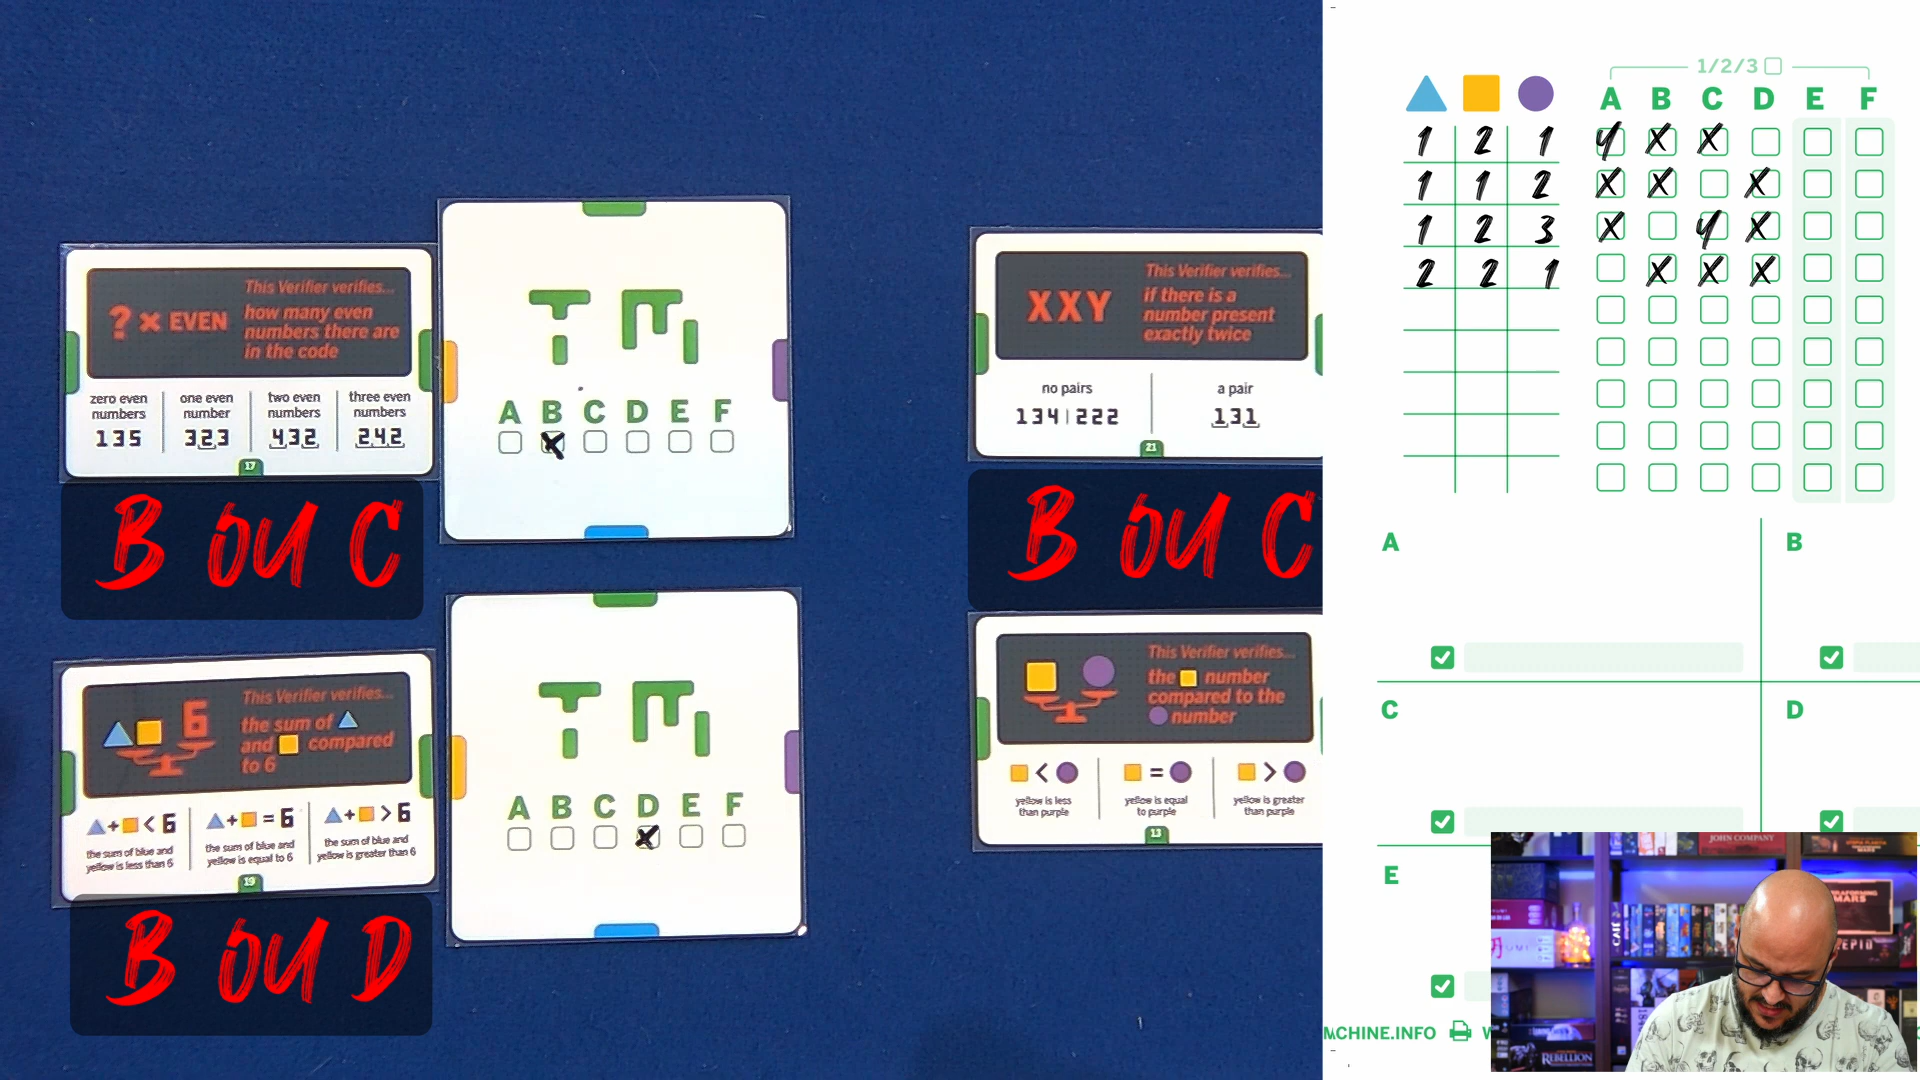 ? X EVEN
This Verifier verifies...
how many even
numbers there are
in the code
zero even
numbers
135
one even
number
323
two even
numbers
432
three even
numbers
242
17
B OU C
A B C D E F
This Verifier verifies...
the sum of
and compared
to 6
6
+ < 6
the sum of blue and
yellow is less than 6
+ = 6
the sum of blue and
yellow is equal to 6
+ > 6
the sum of blue and
yellow is greater than 6
19
B OU D
A B C D E F
XXY
This Verifier verifies...
if there is a
number present
exactly twice
no pairs
134|222
a pair
131
21
B OU C
This Verifier verifies...
the number
compared to the
number
<
yellow is less
than purple
=
yellow is equal
to purple
>
yellow is greater
than purple
13
1/2/3
A B C D E F
1 2 1
1 1 2
1 2 3
2 2 1
A
B
C
D
E
MACHINE.INFO
JOHN COMPANY
MARS
REBELLION